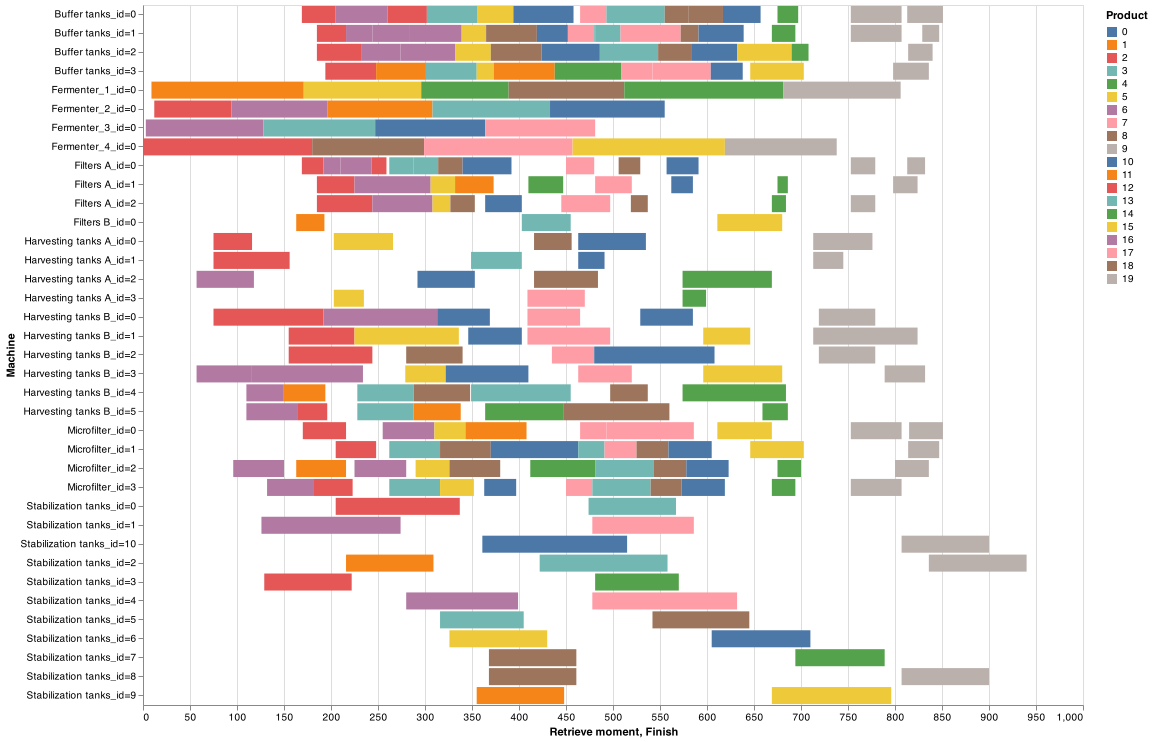 Product
0
1
2
3
4
5
6
7
8
9
10
11
12
13
14
15
16
17
18
19
Machine
Buffer tanks_id=0
Buffer tanks_id=1
Buffer tanks_id=2
Buffer tanks_id=3
Fermenter_1_id=0
Fermenter_2_id=0
Fermenter_3_id=0
Fermenter_4_id=0
Filters A_id=0
Filters A_id=1
Filters A_id=2
Filters B_id=0
Harvesting tanks A_id=0
Harvesting tanks A_id=1
Harvesting tanks A_id=2
Harvesting tanks A_id=3
Harvesting tanks B_id=0
Harvesting tanks B_id=1
Harvesting tanks B_id=2
Harvesting tanks B_id=3
Harvesting tanks B_id=4
Harvesting tanks B_id=5
Microfilter_id=0
Microfilter_id=1
Microfilter_id=2
Microfilter_id=3
Stabilization tanks_id=0
Stabilization tanks_id=1
Stabilization tanks_id=10
Stabilization tanks_id=2
Stabilization tanks_id=3
Stabilization tanks_id=4
Stabilization tanks_id=5
Stabilization tanks_id=6
Stabilization tanks_id=7
Stabilization tanks_id=8
Stabilization tanks_id=9
0 50 100 150 200 250 300 350 400 450 500 550 600 650 700 750 800 850 900 950 1,000
Retrieve moment, Finish